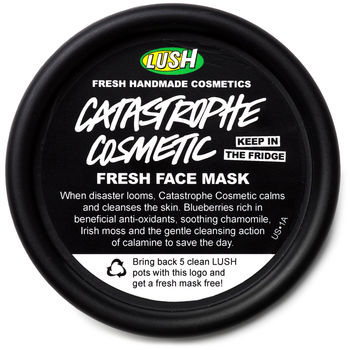 LUSH
FRESH HANDMADE COSMETICS
CATASTROPHE
COSMETIC
KEEP IN
THE FRIDGE
FRESH FACE MASK
When disaster looms, Catastrophe Cosmetic calms
and cleanses the skin. Blueberries rich in
beneficial anti-oxidants, soothing chamomile,
Irish moss and the gentle cleansing action
of calamine to save the day.
US•1A
Bring back 5 clean LUSH
pots with this logo and
get a fresh mask free!